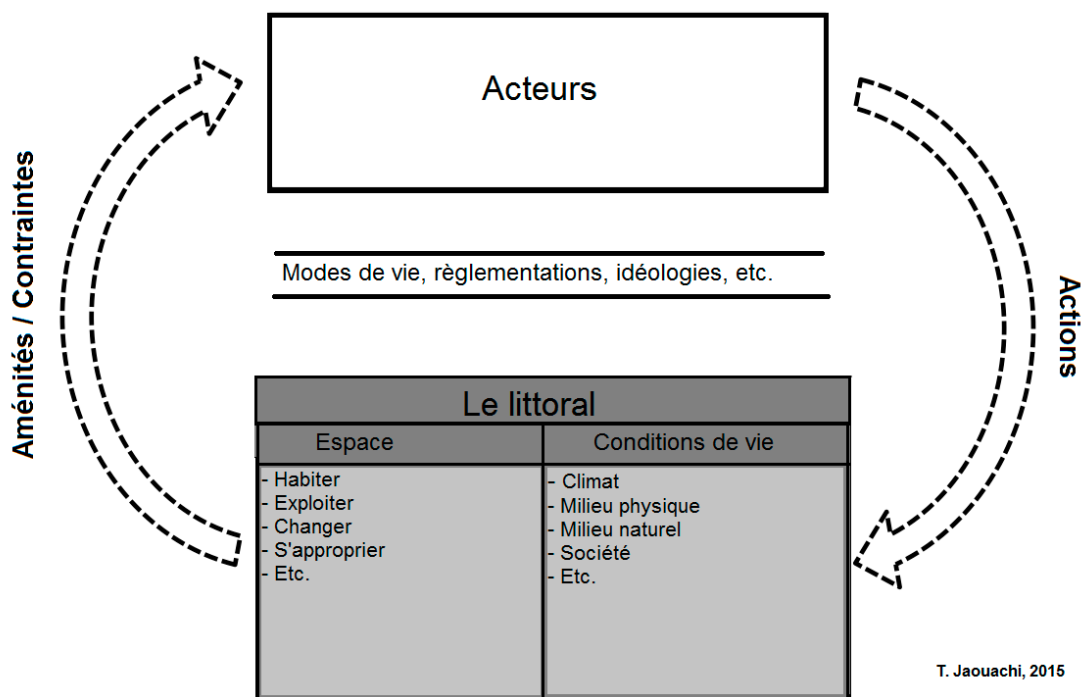 Acteurs
Aménités / Contraintes
Actions
Modes de vie, règlementations, idéologies, etc.
Le littoral
Espace
- Habiter
- Exploiter
- Changer
- S'approprier
- Etc.
Conditions de vie
- Climat
- Milieu physique
- Milieu naturel
- Société
- Etc.
T. Jaouachi, 2015